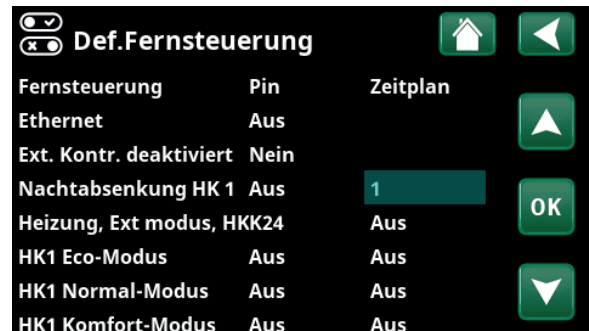 Def.Fernsteuerung
Fernsteuerung Pin Zeitplan
Ethernet Aus
Ext. Kontr. deaktiviert Nein
Nachtabsenkung HK 1 Aus 1
Heizung, Ext modus, HKK24 Aus
HK1 Eco-Modus Aus Aus
HK1 Normal-Modus Aus Aus
HK1 Komfort-Modus Aus Aus
OK